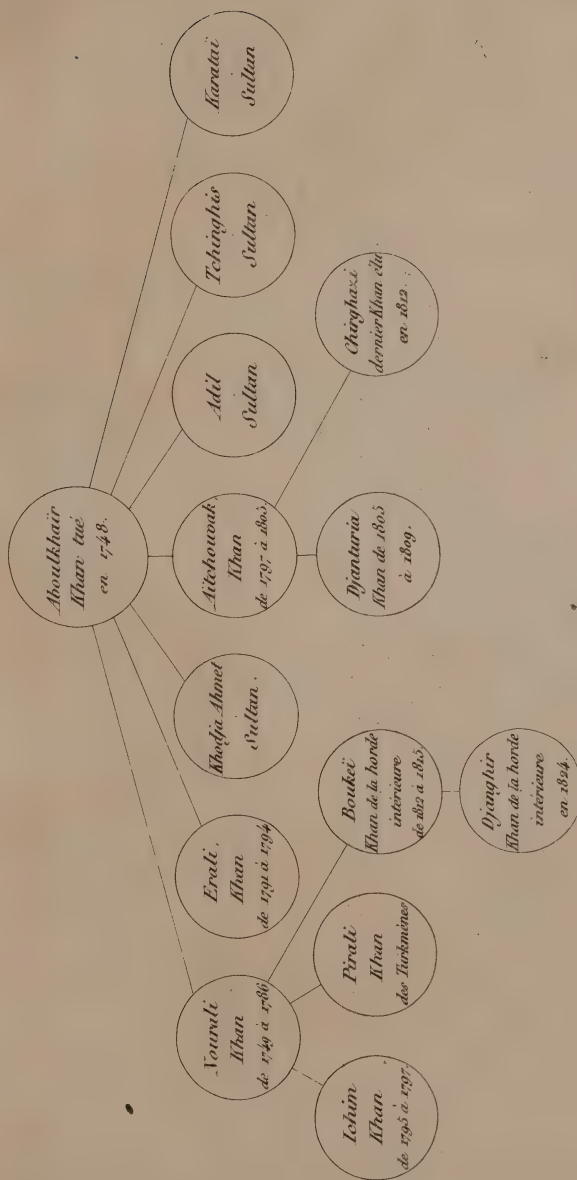 Aboulkhaïr
Khan tué
en 1748.
Nourali
Khan
de 1749 à 1786
Erali.
Khan
de 1791 à 1794
Khodja Ahmet
Sultan.
Aïtchouvak
Khan
de 1797 à 1805.
Adil
Sultan
Tchinghis
Sultan
Karataï
Sultan
Ichim
Khan
de 1795 à 1797.
Pirali
Khan
des Turkmènes
Boukeï
Khan de la horde
intérieure
de 1812 à 1815.
Djanturia
Khan de 1805
à 1809.
Chirghazi
dernier Khan élu
en 1812.
Djanghir
Khan de la horde
intérieure
en 1824.